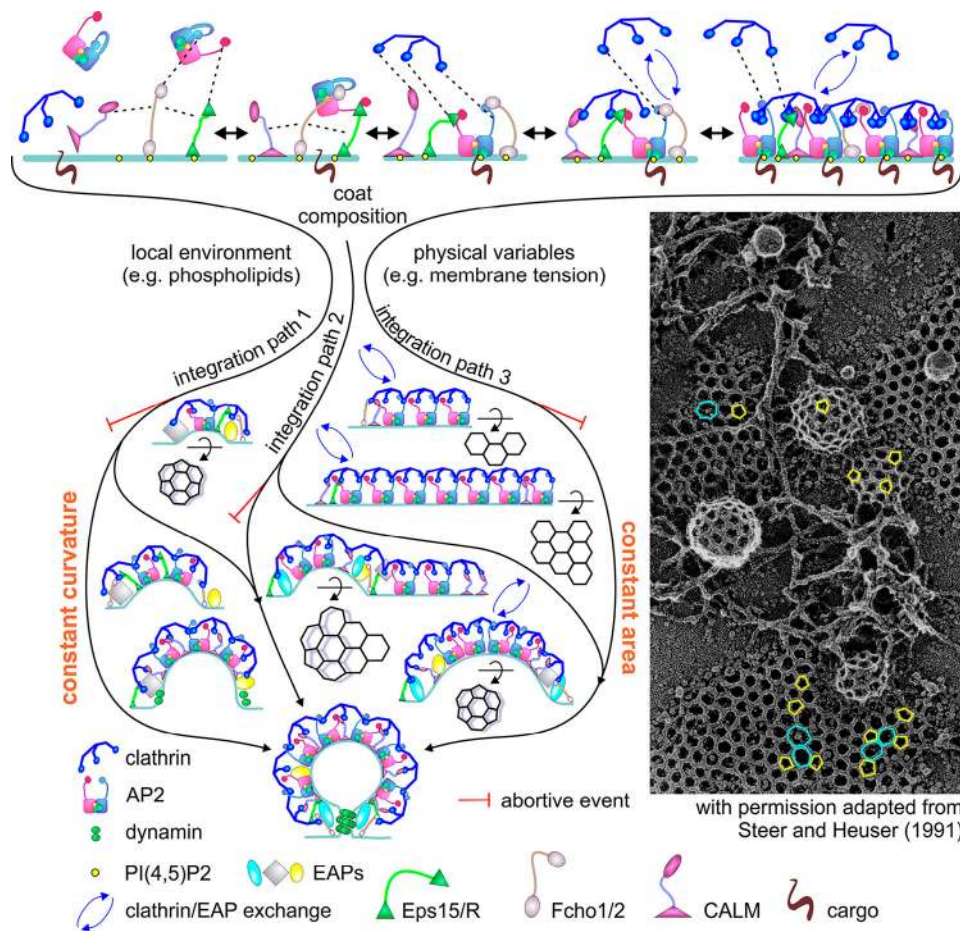 coat
composition
local environment
(e.g. phospholipids)
physical variables
(e.g. membrane tension)
integration path 1
integration path 2
integration path 3
constant curvature
constant area
clathrin
AP2
dynamin
PI(4,5)P2
EAPs
clathrin/EAP exchange
abortive event
Eps15/R
Fcho1/2
CALM
cargo
with permission adapted from
Steer and Heuser (1991)